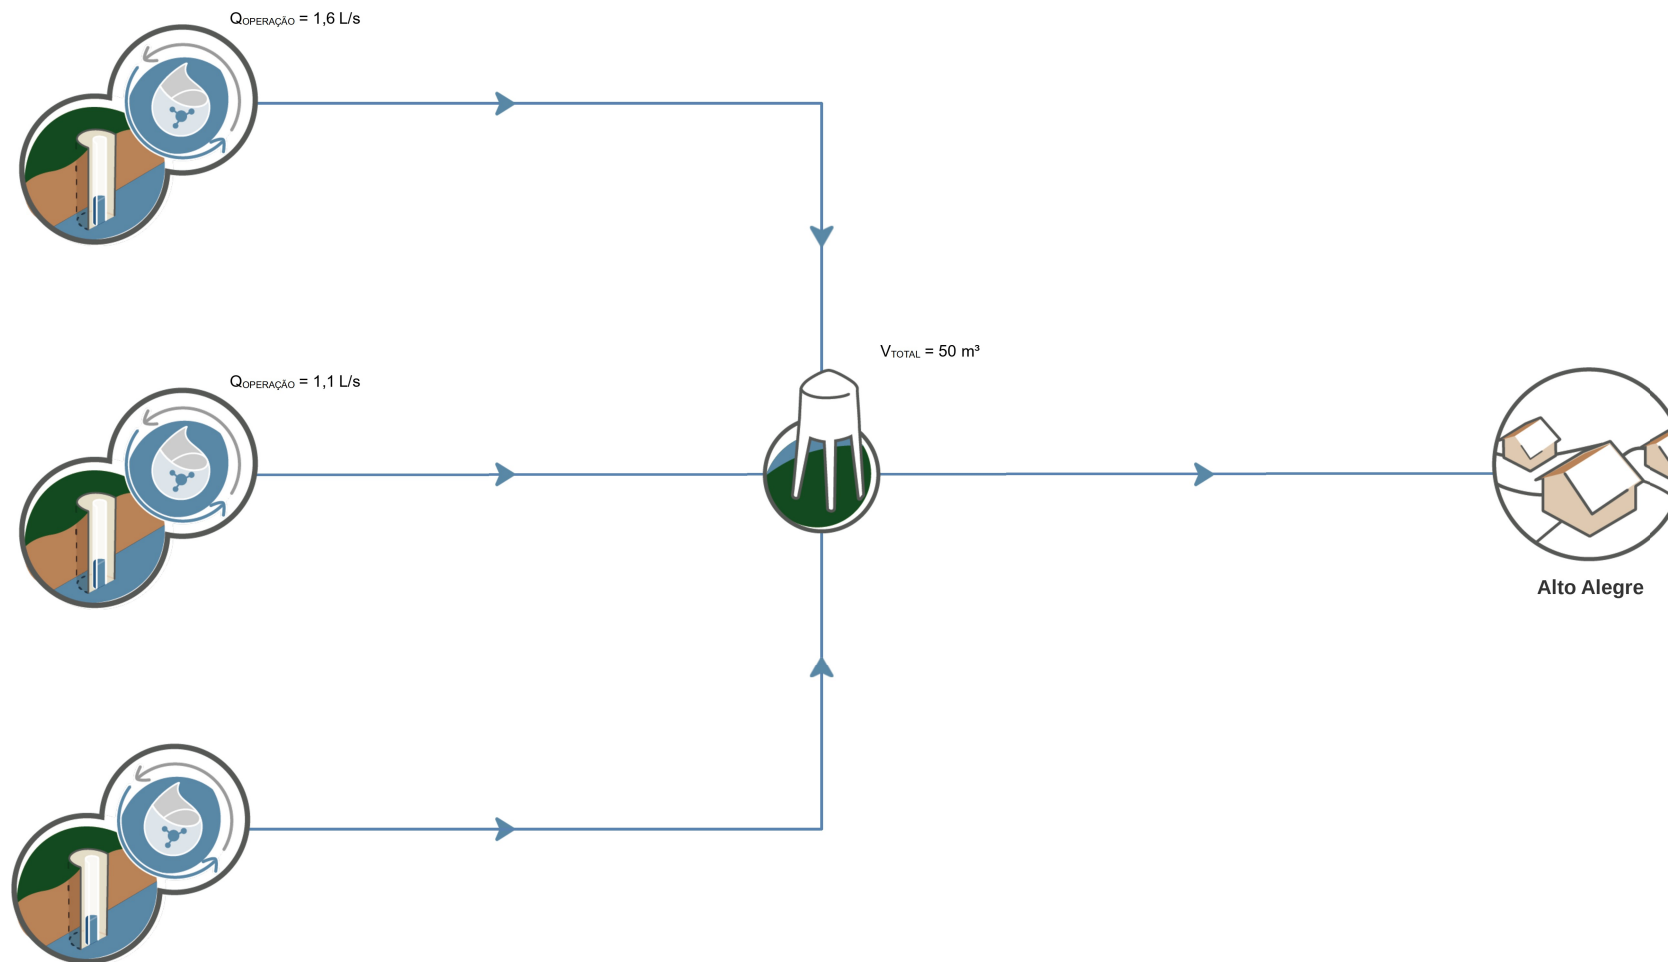 QOPERAÇÃO = 1,6 L/s
VTOTAL = 50 m³
QOPERAÇÃO = 1,1 L/s
Alto Alegre